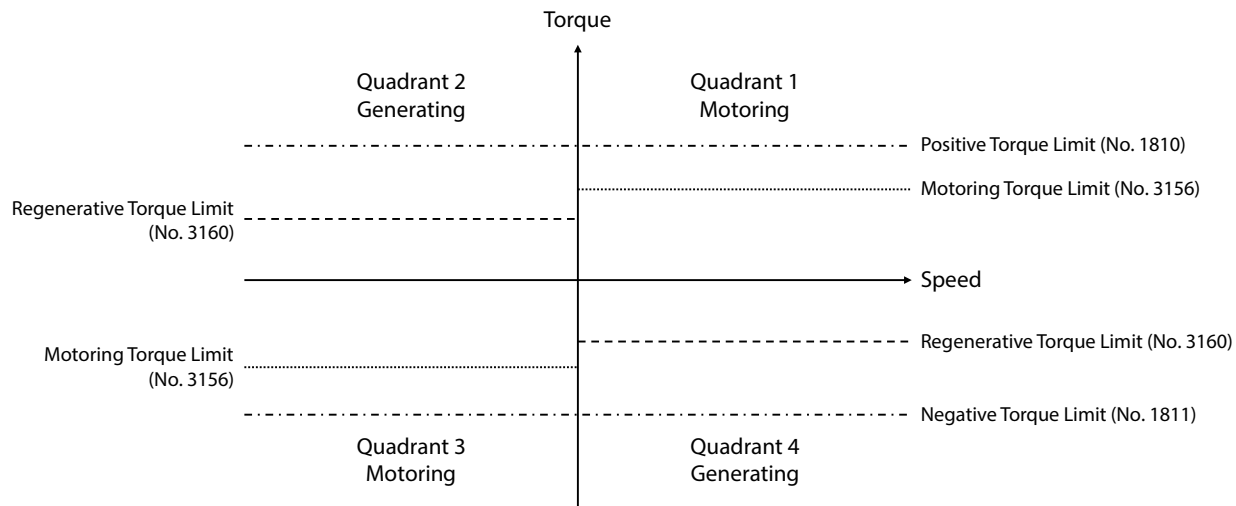 Torque
Quadrant 2
Generating
Quadrant 1
Motoring
Positive Torque Limit (No. 1810)
Motoring Torque Limit (No. 3156)
Regenerative Torque Limit
(No. 3160)
Speed
Regenerative Torque Limit (No. 3160)
Motoring Torque Limit
(No. 3156)
Negative Torque Limit (No. 1811)
Quadrant 3
Motoring
Quadrant 4
Generating